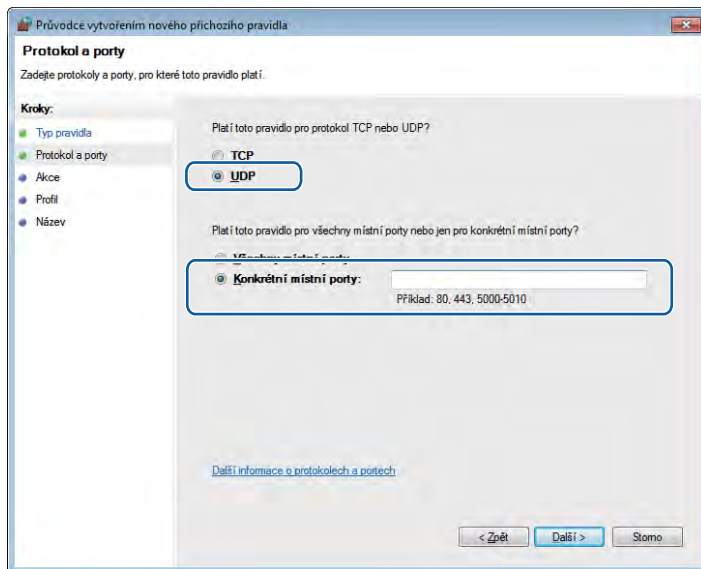 Průvodce vytvořením nového příchozího pravidla
Protokol a porty
Zadejte protokoly a porty, pro které toto pravidlo platí.
Kroky:
Typ pravidla
Protokol a porty
Akce
Profil
Název
Platí toto pravidlo pro protokol TCP nebo UDP?
TCP
UDP
Platí toto pravidlo pro všechny místní porty nebo jen pro konkrétní místní porty?
Všechny místní porty
Konkrétní místní porty:
Příklad: 80, 443, 5000-5010
Další informace o protokolech a portech
< Zpět
Další >
Storno